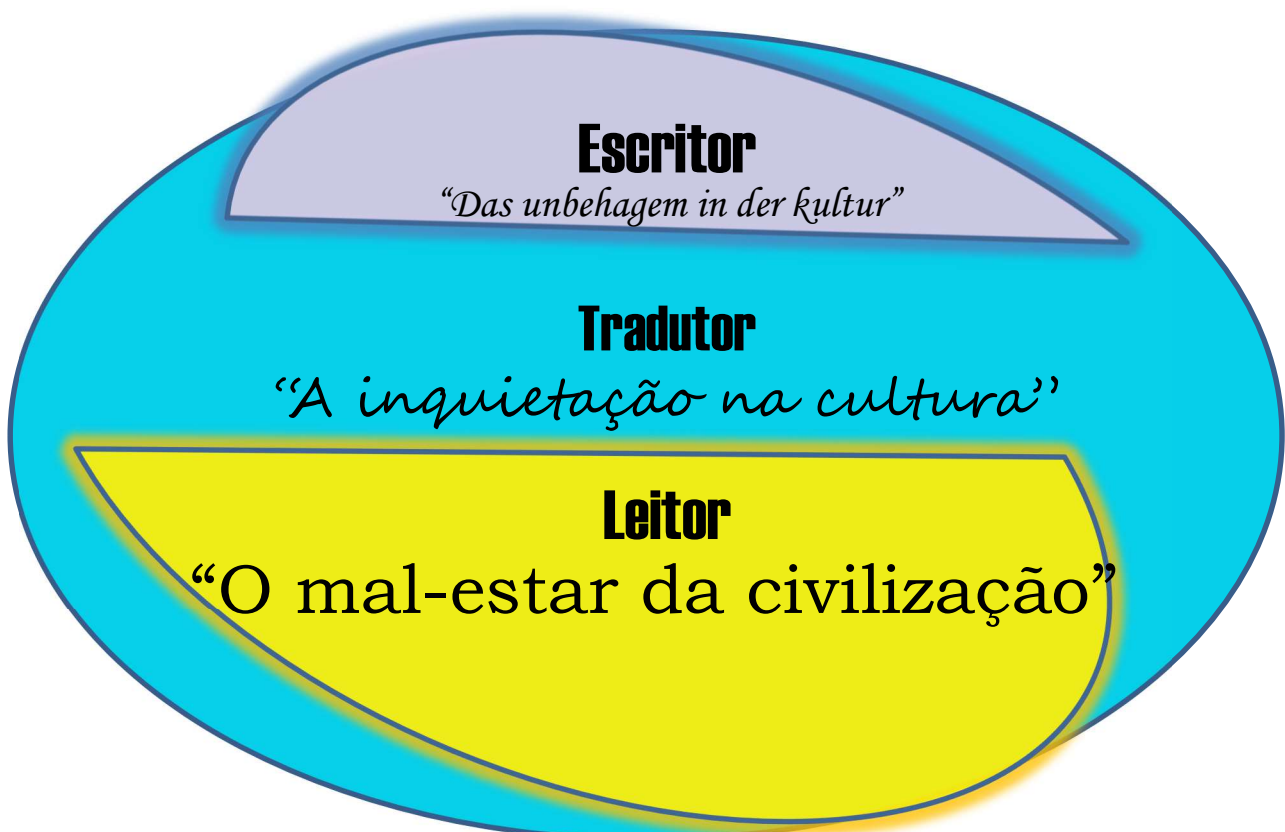 Escritor
“Das unbehagem in der kultur”
Tradutor
“A inquietação na cultura”
Leitor
“O mal-estar da civilização”